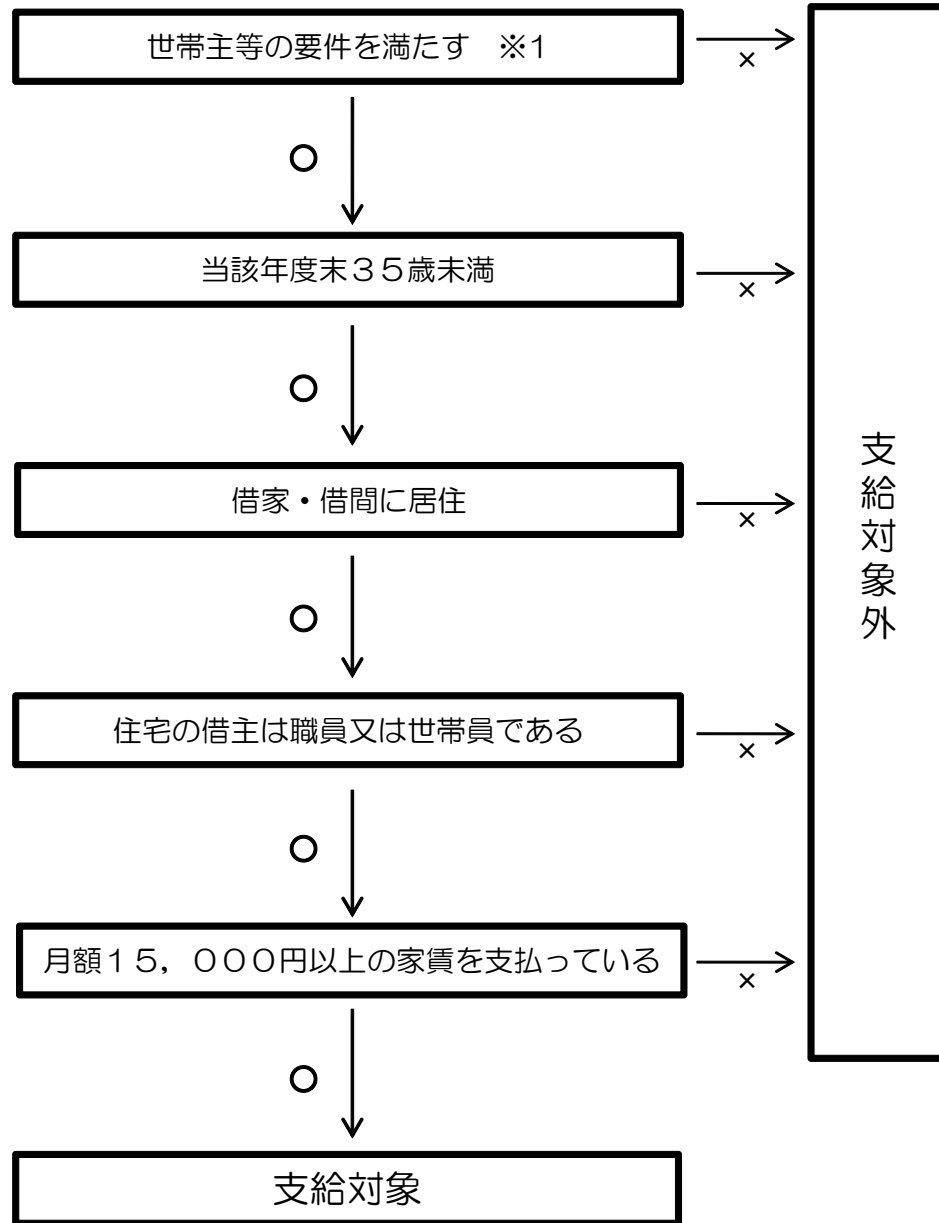 世帯主等の要件を満たす　※1
×
○
当該年度末３５歳未満
×
○
借家・借間に居住
×
○
住宅の借主は職員又は世帯員である
×
○
月額１５，０００円以上の家賃を支払っている
×
○
支給対象
支給対象外